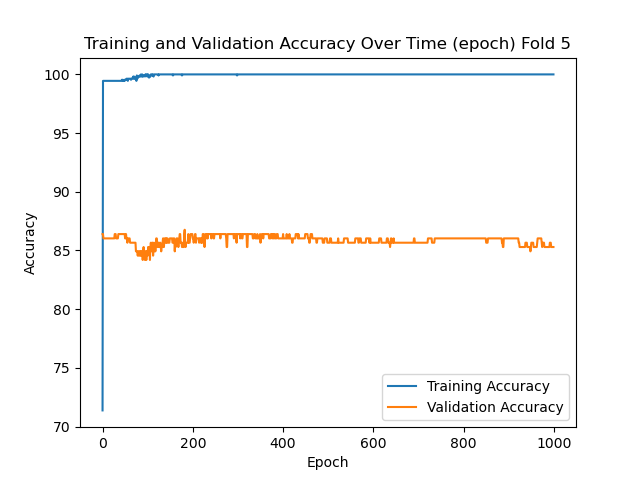 Training and Validation Accuracy Over Time (epoch) Fold 5
100
95
90
85
80
75
70
Accuracy
0 200 400 600 800 1000
Epoch
Training Accuracy
Validation Accuracy